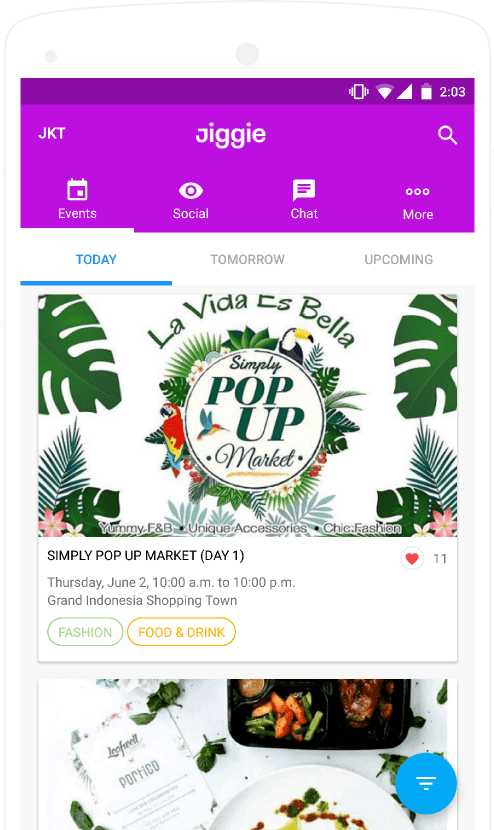 2:03
JKT
Jiggie
Events
Social
Chat
More
TODAY
TOMORROW
UPCOMING
La Vida Es Bella
Simply
POP
UP
• Market •
Yummy F&B • Unique Accessories • Chic Fashion
SIMPLY POP UP MARKET (DAY 1)
11
Thursday, June 2, 10:00 a.m. to 10:00 p.m.
Grand Indonesia Shopping Town
FASHION
FOOD & DRINK
PORTICO